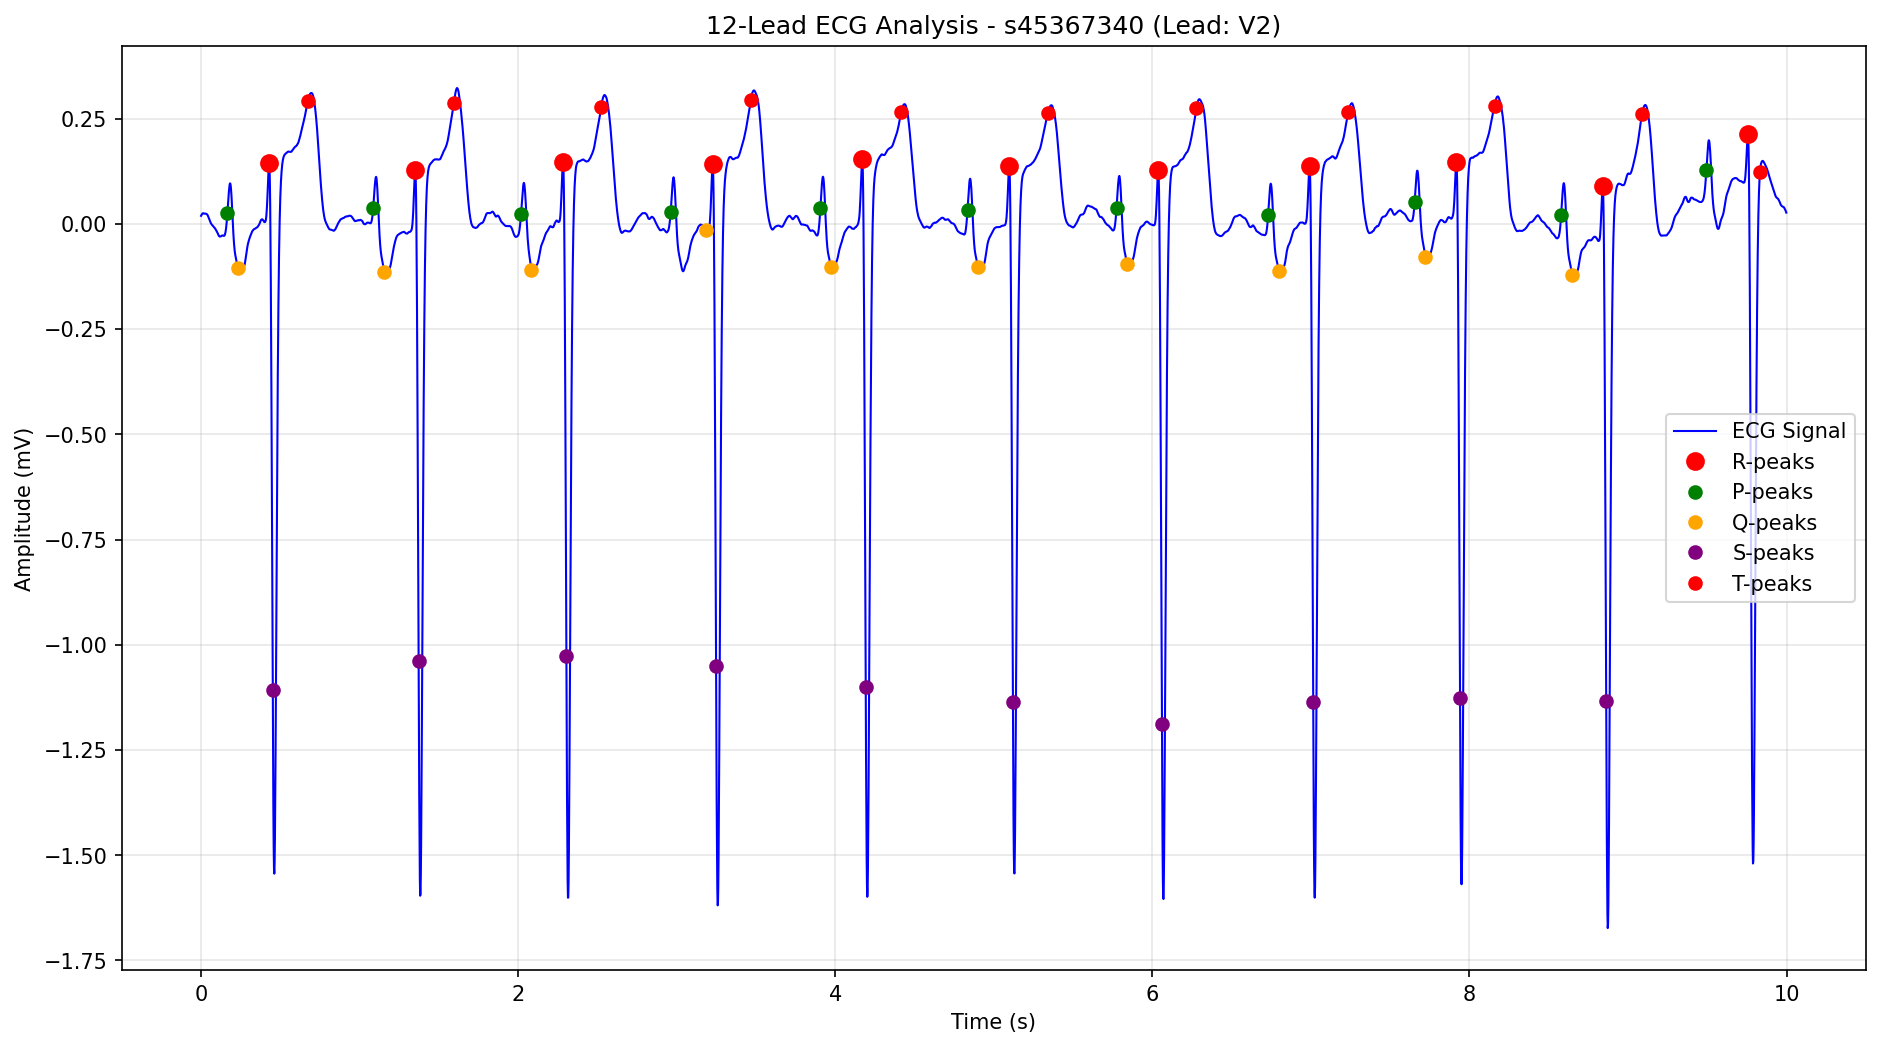 12-Lead ECG Analysis - s45367340 (Lead: V2)
0.25
0.00
−0.25
−0.50
−0.75
−1.00
−1.25
−1.50
−1.75
Amplitude (mV)
ECG Signal
R-peaks
P-peaks
Q-peaks
S-peaks
T-peaks
0 2 4 6 8 10
Time (s)